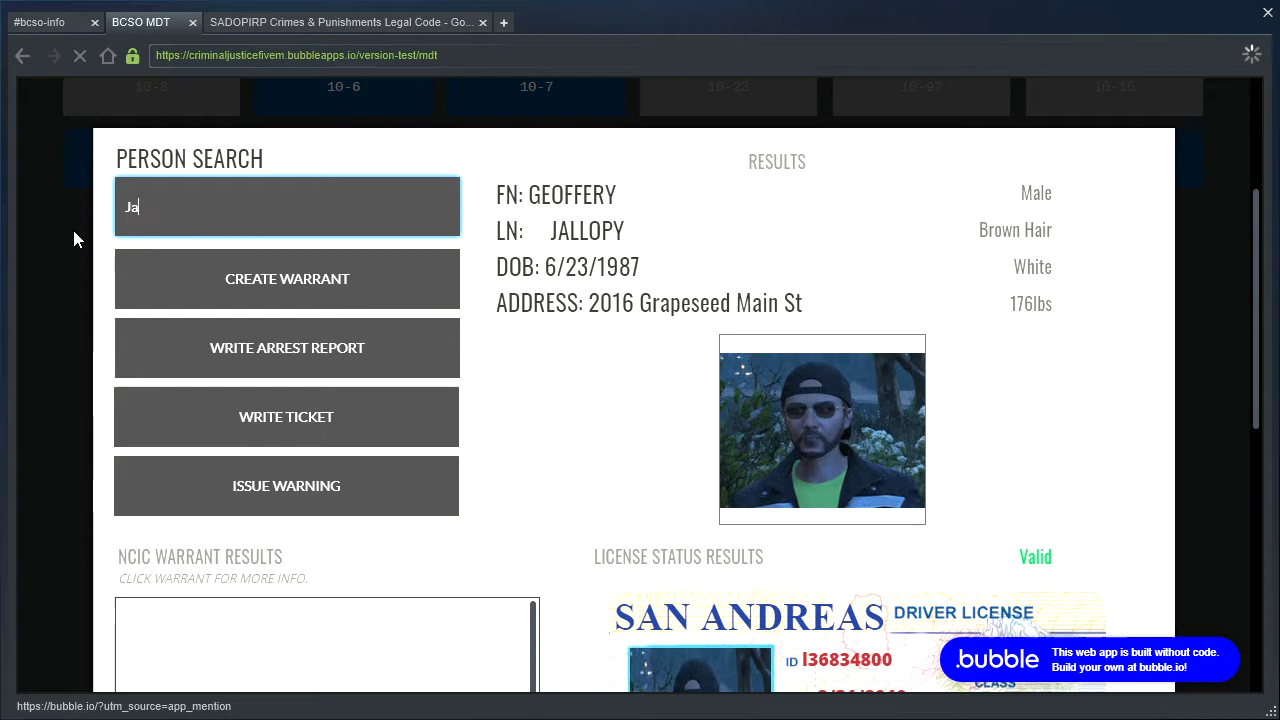 #bcso-info
BCSO MDT
SADOPIRP Crimes & Punishments Legal Code - Go...
https://criminaljusticefivem.bubbleapps.io/version-test/mdt
10-8 10-6 10-7 10-23 10-97 10-15
PERSON SEARCH
Ja
CREATE WARRANT
WRITE ARREST REPORT
WRITE TICKET
ISSUE WARNING
RESULTS
FN: GEOFFERY
Male
LN: JALLOPY
Brown Hair
DOB: 6/23/1987
White
ADDRESS: 2016 Grapeseed Main St
176lbs
NCIC WARRANT RESULTS
CLICK WARRANT FOR MORE INFO.
LICENSE STATUS RESULTS
Valid
SAN ANDREAS DRIVER LICENSE
ID I36834800
CLASS
.bubble
This web app is built without code.
Build your own at bubble.io!
https://bubble.io/?utm_source=app_mention